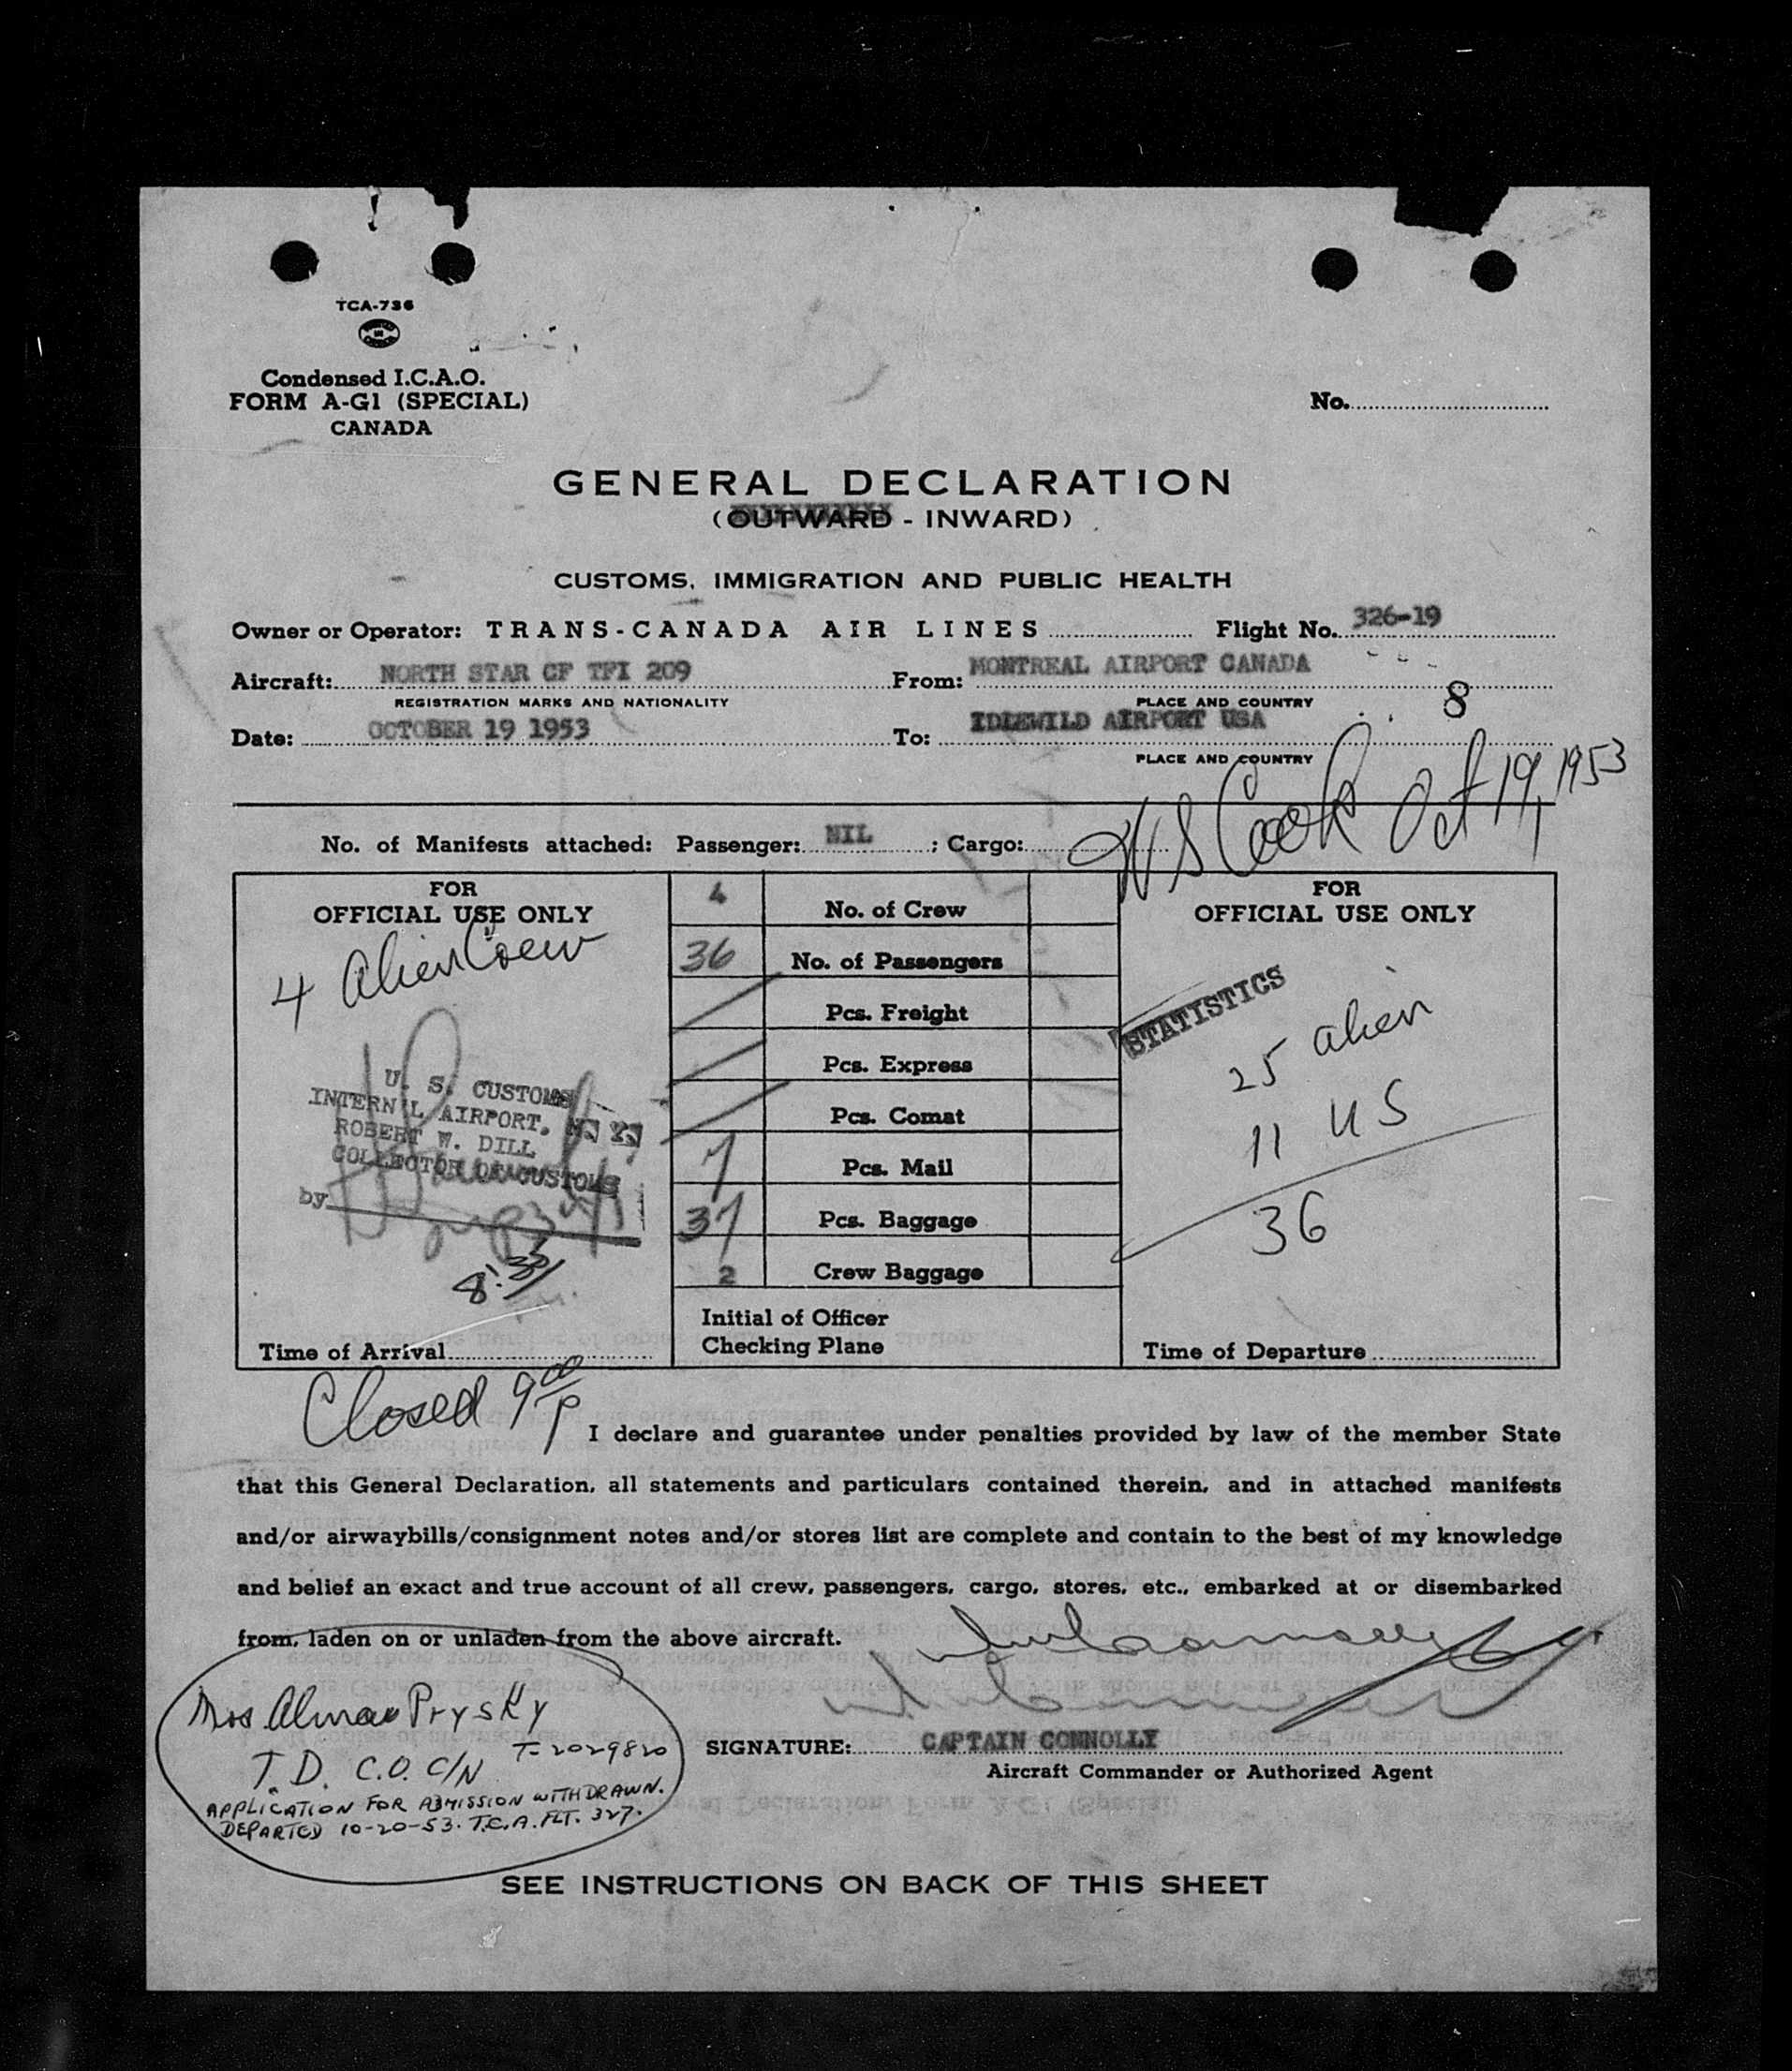 TCA-736
Condensed I.C.A.O.
FORM A-G1 (SPECIAL)
CANADA
No.
GENERAL DECLARATION
(OUTWARD - INWARD)
CUSTOMS, IMMIGRATION AND PUBLIC HEALTH
Owner or Operator: TRANS-CANADA AIR LINES Flight No. 326-19
Aircraft: NORTH STAR CF TFI 209 From: MONTREAL AIRPORT CANADA
REGISTRATION MARKS AND NATIONALITY PLACE AND COUNTRY
8
Date: OCTOBER 19 1953 To: IDLEWILD AIRPORT USA
PLACE AND COUNTRY
WS Cook Oct 19, 1953
No. of Manifests attached: Passenger: NIL ; Cargo:
FOR
OFFICIAL USE ONLY
4 Alien Crew
U. S. CUSTOMS
INTERN'L AIRPORT, N. Y.
ROBERT W. DILL
COLLECTOR OF CUSTOMS
by
8:35
Time of Arrival
4 No. of Crew
36 No. of Passengers
Pcs. Freight
Pcs. Express
Pcs. Comat
7 Pcs. Mail
37 Pcs. Baggage
2 Crew Baggage
Initial of Officer
Checking Plane
FOR
OFFICIAL USE ONLY
STATISTICS
25 alien
11 US
36
Time of Departure
Closed 9 00 p
I declare and guarantee under penalties provided by law of the member State
that this General Declaration, all statements and particulars contained therein, and in attached manifests
and/or airwaybills/consignment notes and/or stores list are complete and contain to the best of my knowledge
and belief an exact and true account of all crew, passengers, cargo, stores, etc., embarked at or disembarked
from, laden on or unladen from the above aircraft.
Mrs Alma Prysky
T.D. C.O. C/N T-2029820
APPLICATION FOR ADMISSION WITHDRAWN.
DEPARTED 10-20-53. T.C.A. FLT. 327.
SIGNATURE: CAPTAIN CONNOLLY
Aircraft Commander or Authorized Agent
SEE INSTRUCTIONS ON BACK OF THIS SHEET